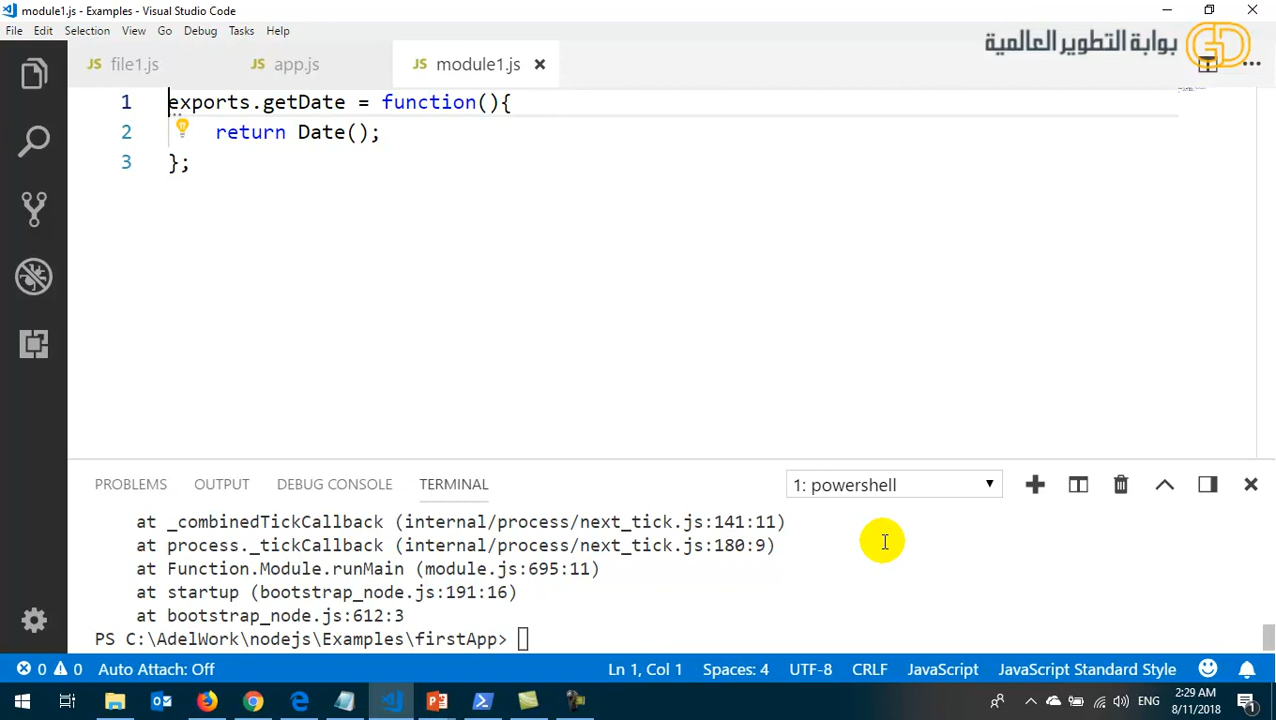 module1.js - Examples - Visual Studio Code
File Edit Selection View Go Debug Tasks Help
بوابة التطوير العالمية
GD
JS file1.js JS app.js JS module1.js
1 exports.getDate = function(){
2 return Date();
3 };
PROBLEMS OUTPUT DEBUG CONSOLE TERMINAL 1: powershell
at _combinedTickCallback (internal/process/next_tick.js:141:11)
at process._tickCallback (internal/process/next_tick.js:180:9)
at Function.Module.runMain (module.js:695:11)
at startup (bootstrap_node.js:191:16)
at bootstrap_node.js:612:3
PS C:\AdelWork\nodejs\Examples\firstApp>
0 0 Auto Attach: Off Ln 1, Col 1 Spaces: 4 UTF-8 CRLF JavaScript JavaScript Standard Style
ENG 2:29 AM
8/11/2018 1